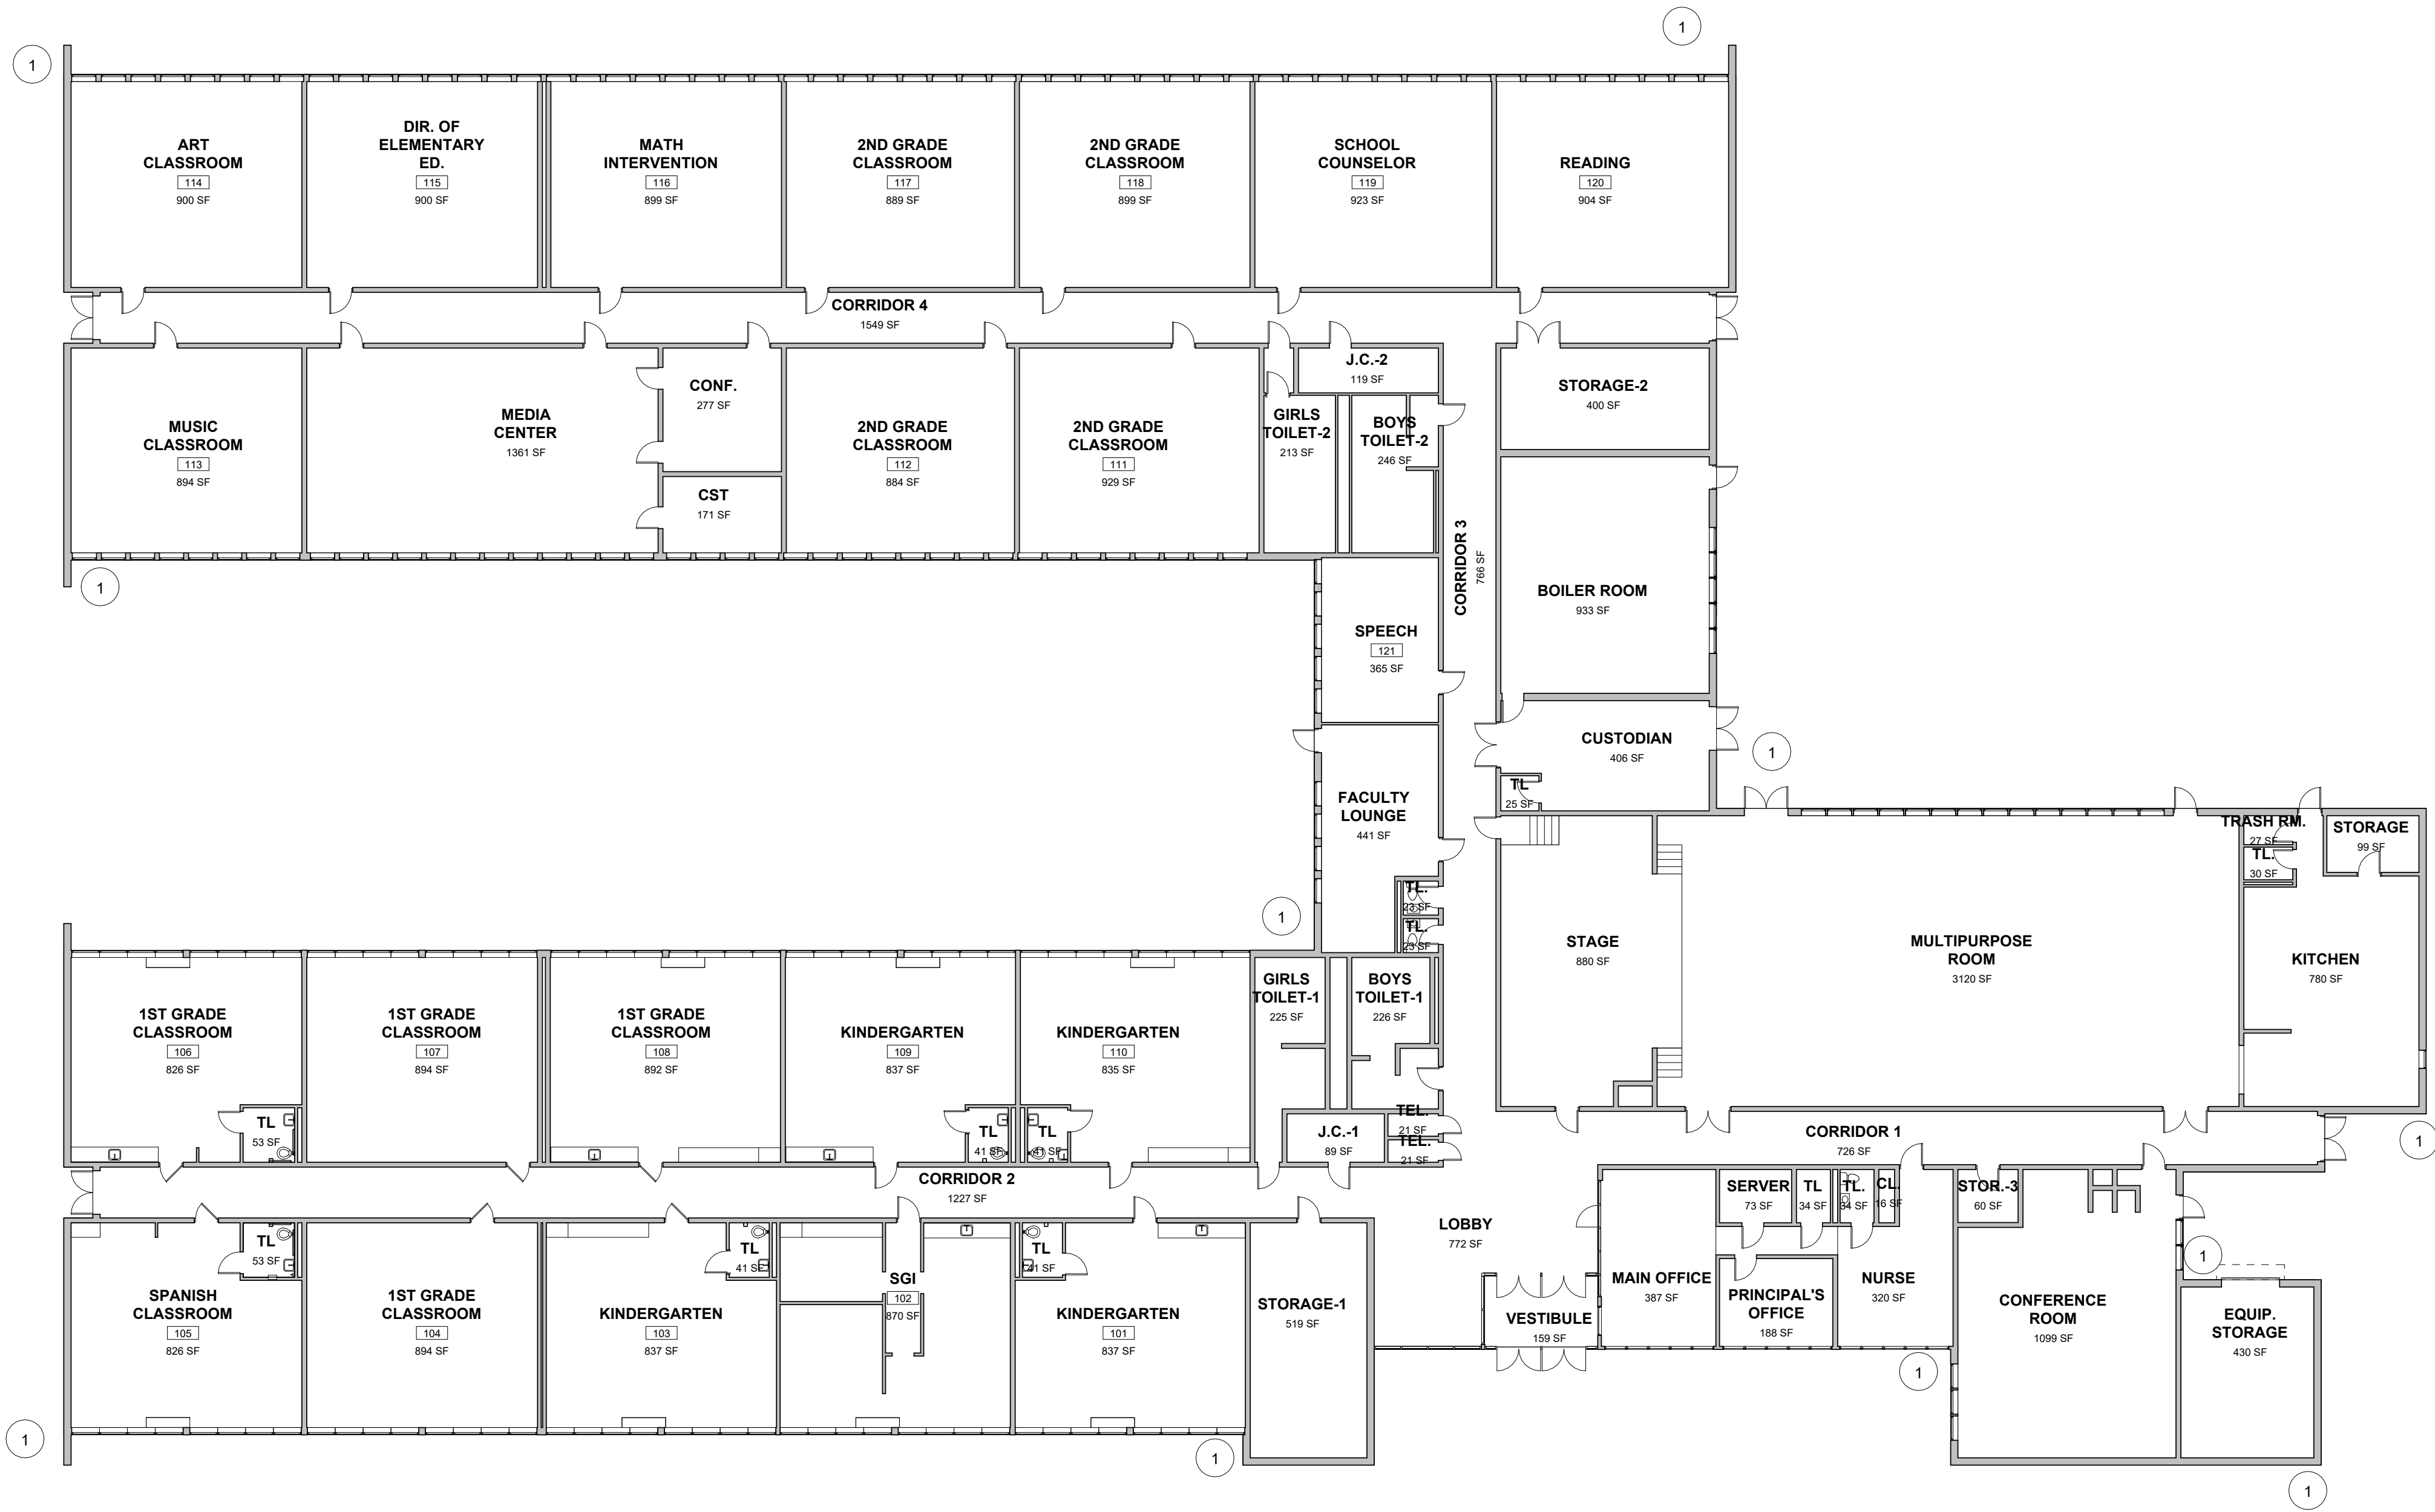 1
1
ART
CLASSROOM
114
900 SF
DIR. OF
ELEMENTARY
ED.
115
900 SF
MATH
INTERVENTION
116
899 SF
2ND GRADE
CLASSROOM
117
889 SF
2ND GRADE
CLASSROOM
118
899 SF
SCHOOL
COUNSELOR
119
923 SF
READING
120
904 SF
CORRIDOR 4
1549 SF
MUSIC
CLASSROOM
113
894 SF
MEDIA
CENTER
1361 SF
CONF.
277 SF
CST
171 SF
2ND GRADE
CLASSROOM
112
884 SF
2ND GRADE
CLASSROOM
111
929 SF
J.C.-2
119 SF
GIRLS
TOILET-2
213 SF
BOYS
TOILET-2
246 SF
STORAGE-2
400 SF
CORRIDOR 3
766 SF
BOILER ROOM
933 SF
1
SPEECH
121
365 SF
CUSTODIAN
406 SF
1
TL
25 SF
FACULTY
LOUNGE
441 SF
TL.
23 SF
TL.
23 SF
1
STAGE
880 SF
MULTIPURPOSE
ROOM
3120 SF
TRASH RM.
27 SF
TL.
30 SF
STORAGE
99 SF
KITCHEN
780 SF
1ST GRADE
CLASSROOM
106
826 SF
TL
53 SF
1ST GRADE
CLASSROOM
107
894 SF
1ST GRADE
CLASSROOM
108
892 SF
KINDERGARTEN
109
837 SF
TL
41 SF
TL
41 SF
KINDERGARTEN
110
835 SF
GIRLS
TOILET-1
225 SF
BOYS
TOILET-1
226 SF
J.C.-1
89 SF
TEL.
21 SF
TEL.
21 SF
CORRIDOR 1
726 SF
1
CORRIDOR 2
1227 SF
SPANISH
CLASSROOM
105
826 SF
TL
53 SF
1ST GRADE
CLASSROOM
104
894 SF
KINDERGARTEN
103
837 SF
TL
41 SF
SGI
102
870 SF
TL
41 SF
KINDERGARTEN
101
837 SF
STORAGE-1
519 SF
LOBBY
772 SF
VESTIBULE
159 SF
MAIN OFFICE
387 SF
SERVER
73 SF
TL
34 SF
TL.
34 SF
CL.
16 SF
PRINCIPAL'S
OFFICE
188 SF
NURSE
320 SF
STOR.-3
60 SF
CONFERENCE
ROOM
1099 SF
1
EQUIP.
STORAGE
430 SF
1
1
1
1